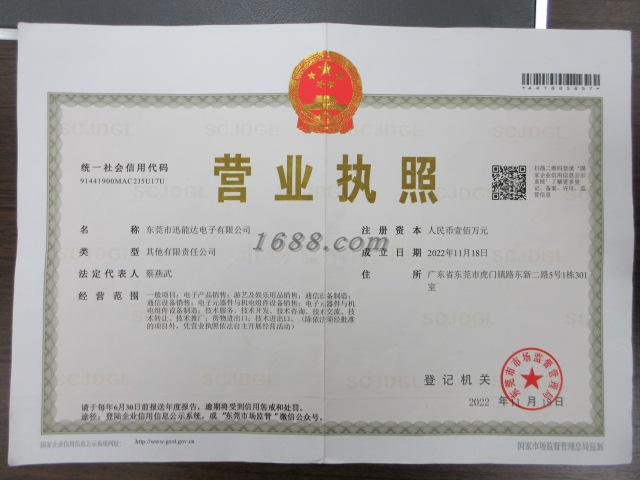 *441885857*
营业执照
统一社会信用代码
91441900MAC2J5U17U
扫描二维码登录“国
家企业信用信息公示
系统”了解更多登
记、备案、许可、监
管信息
名称 东莞市迅能达电子有限公司
注册资本 人民币壹佰万元
类型 其他有限责任公司
成立日期 2022年11月18日
法定代表人 蔡燕武
住所 广东省东莞市虎门镇路东新二路5号1栋301
室
经营范围 一般项目:电子产品销售;游艺及娱乐用品销售;通信设备制造;
通信设备销售;电子元器件与机电组件设备销售;电子元器件与机
电组件设备制造;技术服务、技术开发、技术咨询、技术交流、技
术转让、技术推广;货物进出口;技术进出口。(除依法须经批准
的项目外,凭营业执照依法自主开展经营活动)
1688.com
登记机关
东莞市市场监督管理局
2022 年 11 月 18 日
请于每年6月30日前报送年度报告,逾期将受到信用惩戒和处罚。
途径:登陆企业信用信息公示系统,或“东莞市场监管”微信公众号。
国家企业信用信息公示系统网址: http://www.gsxt.gov.cn
国家市场监督管理总局监制